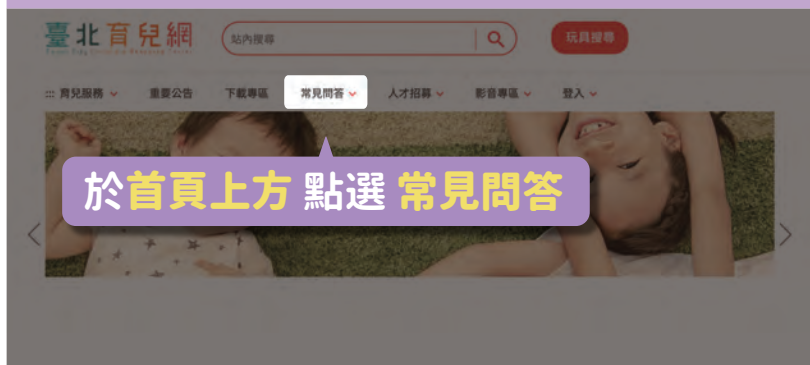 臺北育兒網
站內搜尋
玩具搜尋
::: 育兒服務 重要公告 下載專區 常見問答 人才招募 影音專區 登入
於首頁上方 點選 常見問答